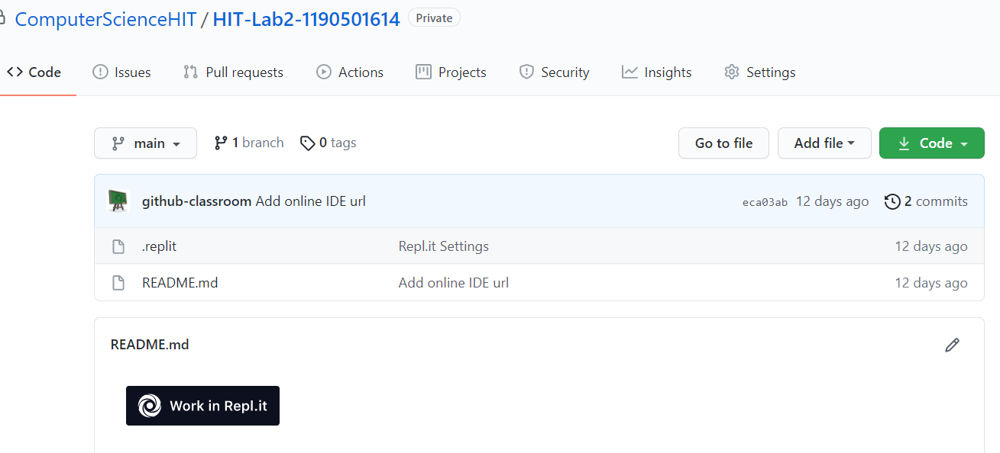 ComputerScienceHIT / HIT-Lab2-1190501614 Private
Code Issues Pull requests Actions Projects Security Insights Settings
main 1 branch 0 tags Go to file Add file Code
github-classroom Add online IDE url eca03ab 12 days ago 2 commits
.replit Repl.it Settings 12 days ago
README.md Add online IDE url 12 days ago
README.md
Work in Repl.it